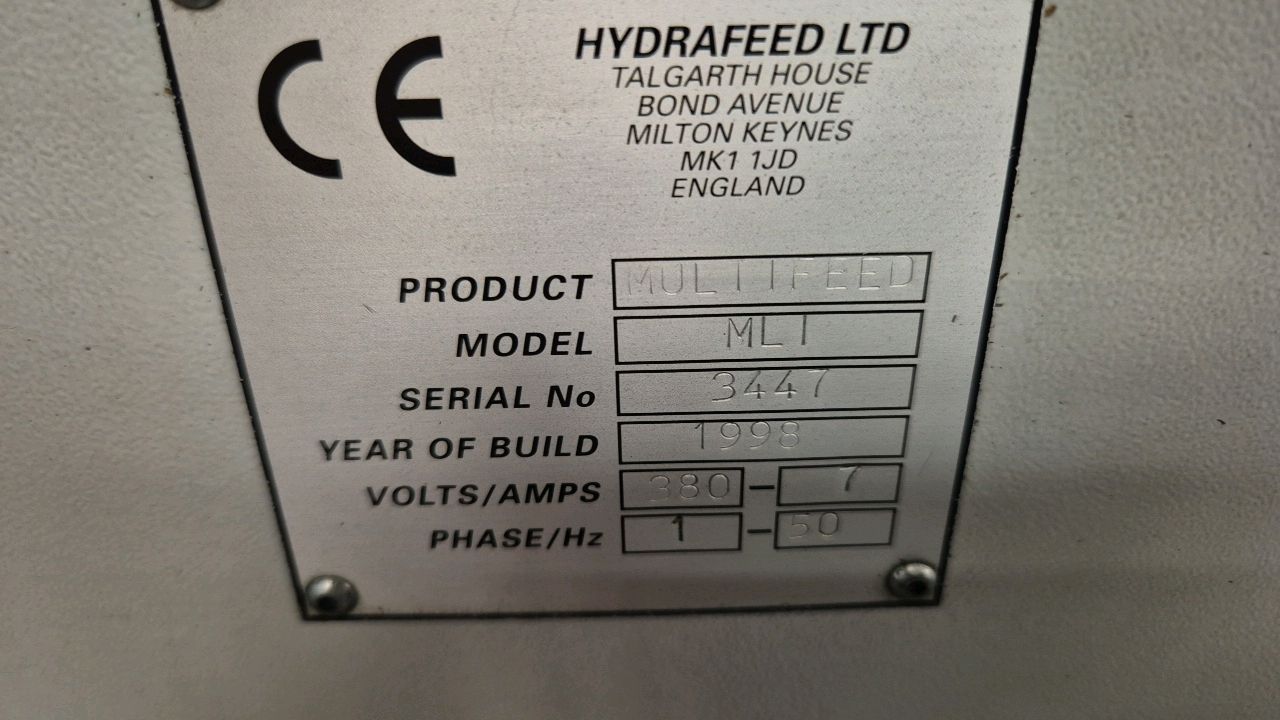 CE
HYDRAFEED LTD
TALGARTH HOUSE
BOND AVENUE
MILTON KEYNES
MK1 1JD
ENGLAND
PRODUCT MULTIFEED
MODEL MLT
SERIAL No 3447
YEAR OF BUILD 1998
VOLTS/AMPS 380 – 7
PHASE/Hz 1 – 50